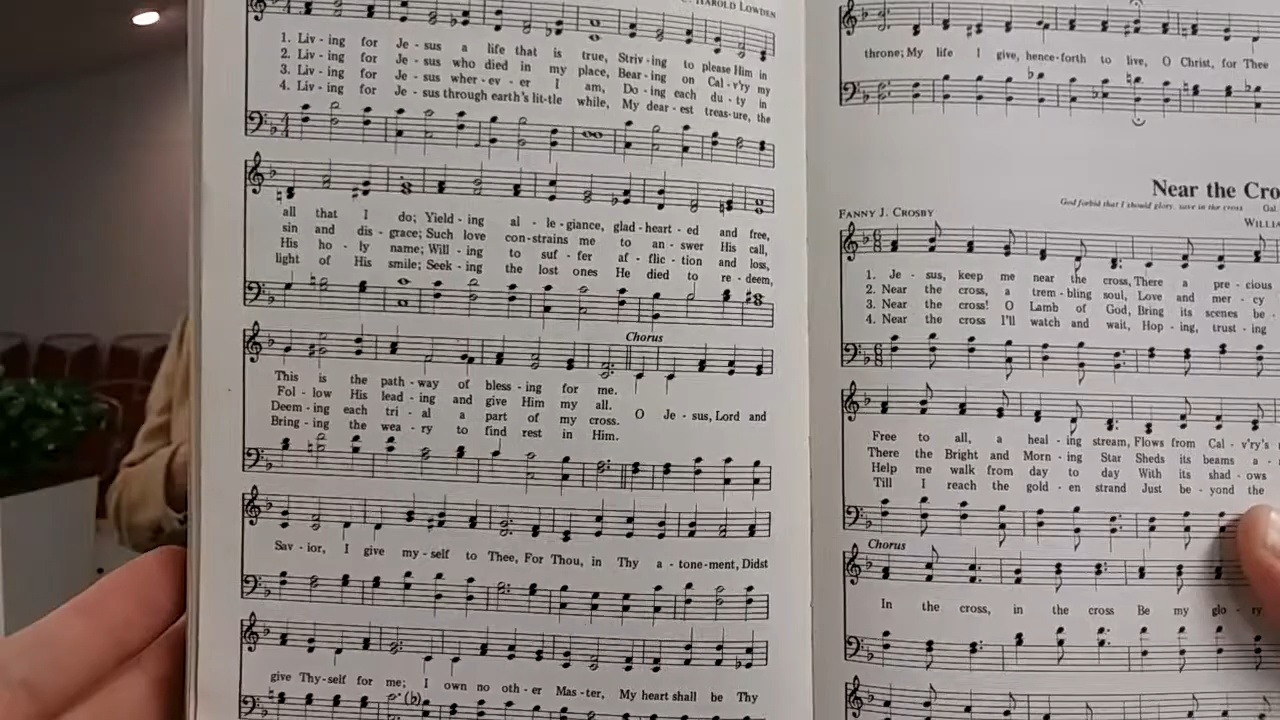 HAROLD LOWDEN
1. Liv - ing for Je - sus a life that is true, Striv - ing to please Him in
2. Liv - ing for Je - sus who died in my place, Bear - ing on Cal - v'ry my
3. Liv - ing for Je - sus wher - ev - er I am, Do - ing each du - ty in
4. Liv - ing for Je - sus through earth's lit - tle while, My dear - est treas - ure, the
all that I do; Yield - ing al - le - giance, glad - heart - ed and free,
sin and dis - grace; Such love con - strains me to an - swer His call,
His ho - ly name; Will - ing to suf - fer af - flic - tion and loss,
light of His smile; Seek - ing the lost ones He died to re - deem,
Chorus
This is the path - way of bless - ing for me.
Fol - low His lead - ing and give Him my all.
Deem - ing each tri - al a part of my cross.
Bring - ing the wea - ry to find rest in Him.
O Je - sus, Lord and
Sav - ior, I give my - self to Thee, For Thou, in Thy a - tone - ment, Didst
give Thy - self for me; I own no oth - er Mas - ter, My heart shall be Thy
throne; My life I give, hence - forth to live, O Christ, for Thee
Near the Cro
God forbid that I should glory, save in the cross Gal.
FANNY J. CROSBY
WILLIA
1. Je - sus, keep me near the cross, There a pre - cious
2. Near the cross, a trem - bling soul, Love and mer - cy
3. Near the cross! O Lamb of God, Bring its scenes be -
4. Near the cross I'll watch and wait, Hop - ing, trust - ing
Free to all, a heal - ing stream, Flows from Cal - v'ry's
There the Bright and Morn - ing Star Sheds its beams a -
Help me walk from day to day With its shad - ows
Till I reach the gold - en strand Just be - yond the
Chorus
In the cross, in the cross Be my glo - ry